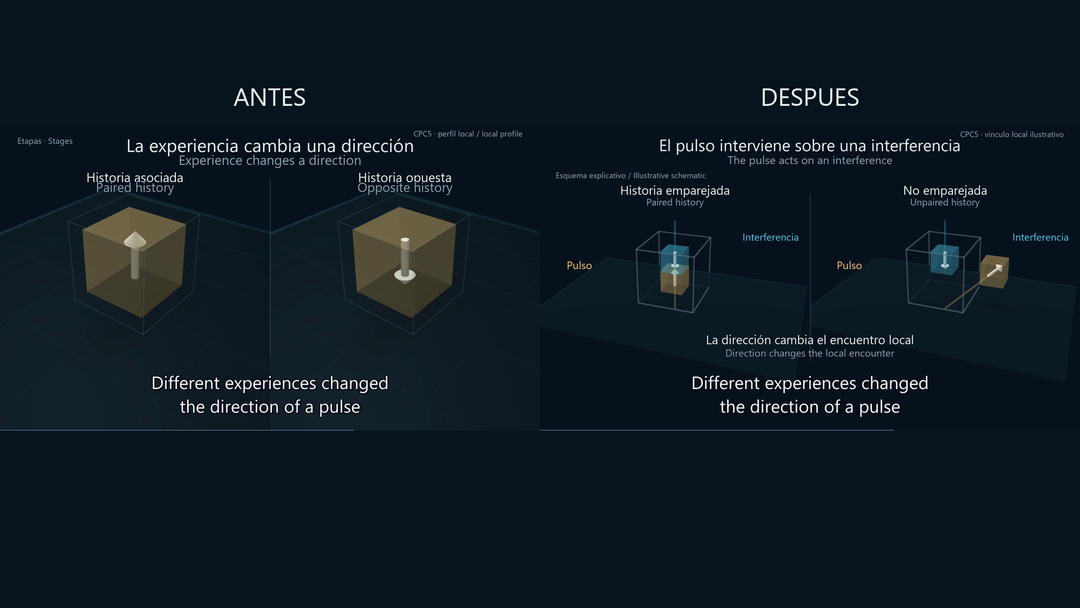 ANTES
Etapas · Stages
CPC5 · perfil local / local profile
La experiencia cambia una dirección
Experience changes a direction
Historia asociada
Paired history
Historia opuesta
Opposite history
Different experiences changed
the direction of a pulse
DESPUES
CPC5 · vinculo local ilustrativo
El pulso interviene sobre una interferencia
The pulse acts on an interference
Esquema explicativo / Illustrative schematic
Historia emparejada
Paired history
No emparejada
Unpaired history
Interferencia
Pulso
Interferencia
Pulso
La dirección cambia el encuentro local
Direction changes the local encounter
Different experiences changed
the direction of a pulse